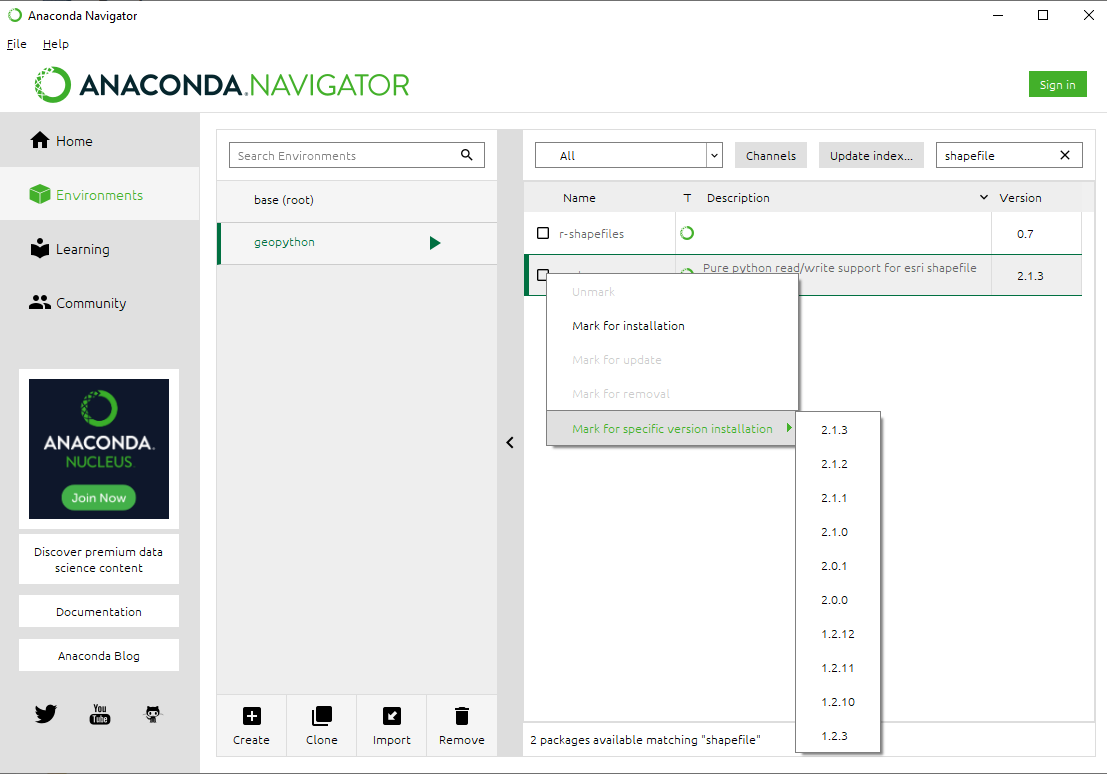 Anaconda Navigator
File Help
ANACONDA.NAVIGATOR
Sign in
Home
Environments
Learning
Community
ANACONDA.
NUCLEUS
Join Now
Discover premium data
science content
Documentation
Anaconda Blog
You
Tube
Search Environments
base (root)
geopython
Create
Clone
Import
Remove
All
Channels
Update index...
shapefile
Name
T
Description
Version
r-shapefiles
0.7
Pure python read/write support for esri shapefile
2.1.3
Unmark
Mark for installation
Mark for update
Mark for removal
Mark for specific version installation
2.1.3
2.1.2
2.1.1
2.1.0
2.0.1
2.0.0
1.2.12
1.2.11
1.2.10
1.2.3
2 packages available matching "shapefile"